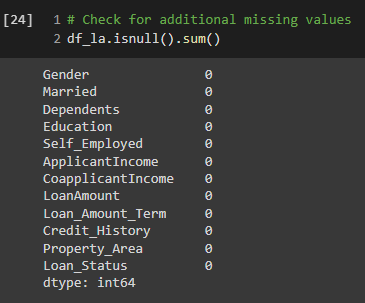 [24] 1 # Check for additional missing values
2 df_la.isnull().sum()
Gender 0
Married 0
Dependents 0
Education 0
Self_Employed 0
ApplicantIncome 0
CoapplicantIncome 0
LoanAmount 0
Loan_Amount_Term 0
Credit_History 0
Property_Area 0
Loan_Status 0
dtype: int64